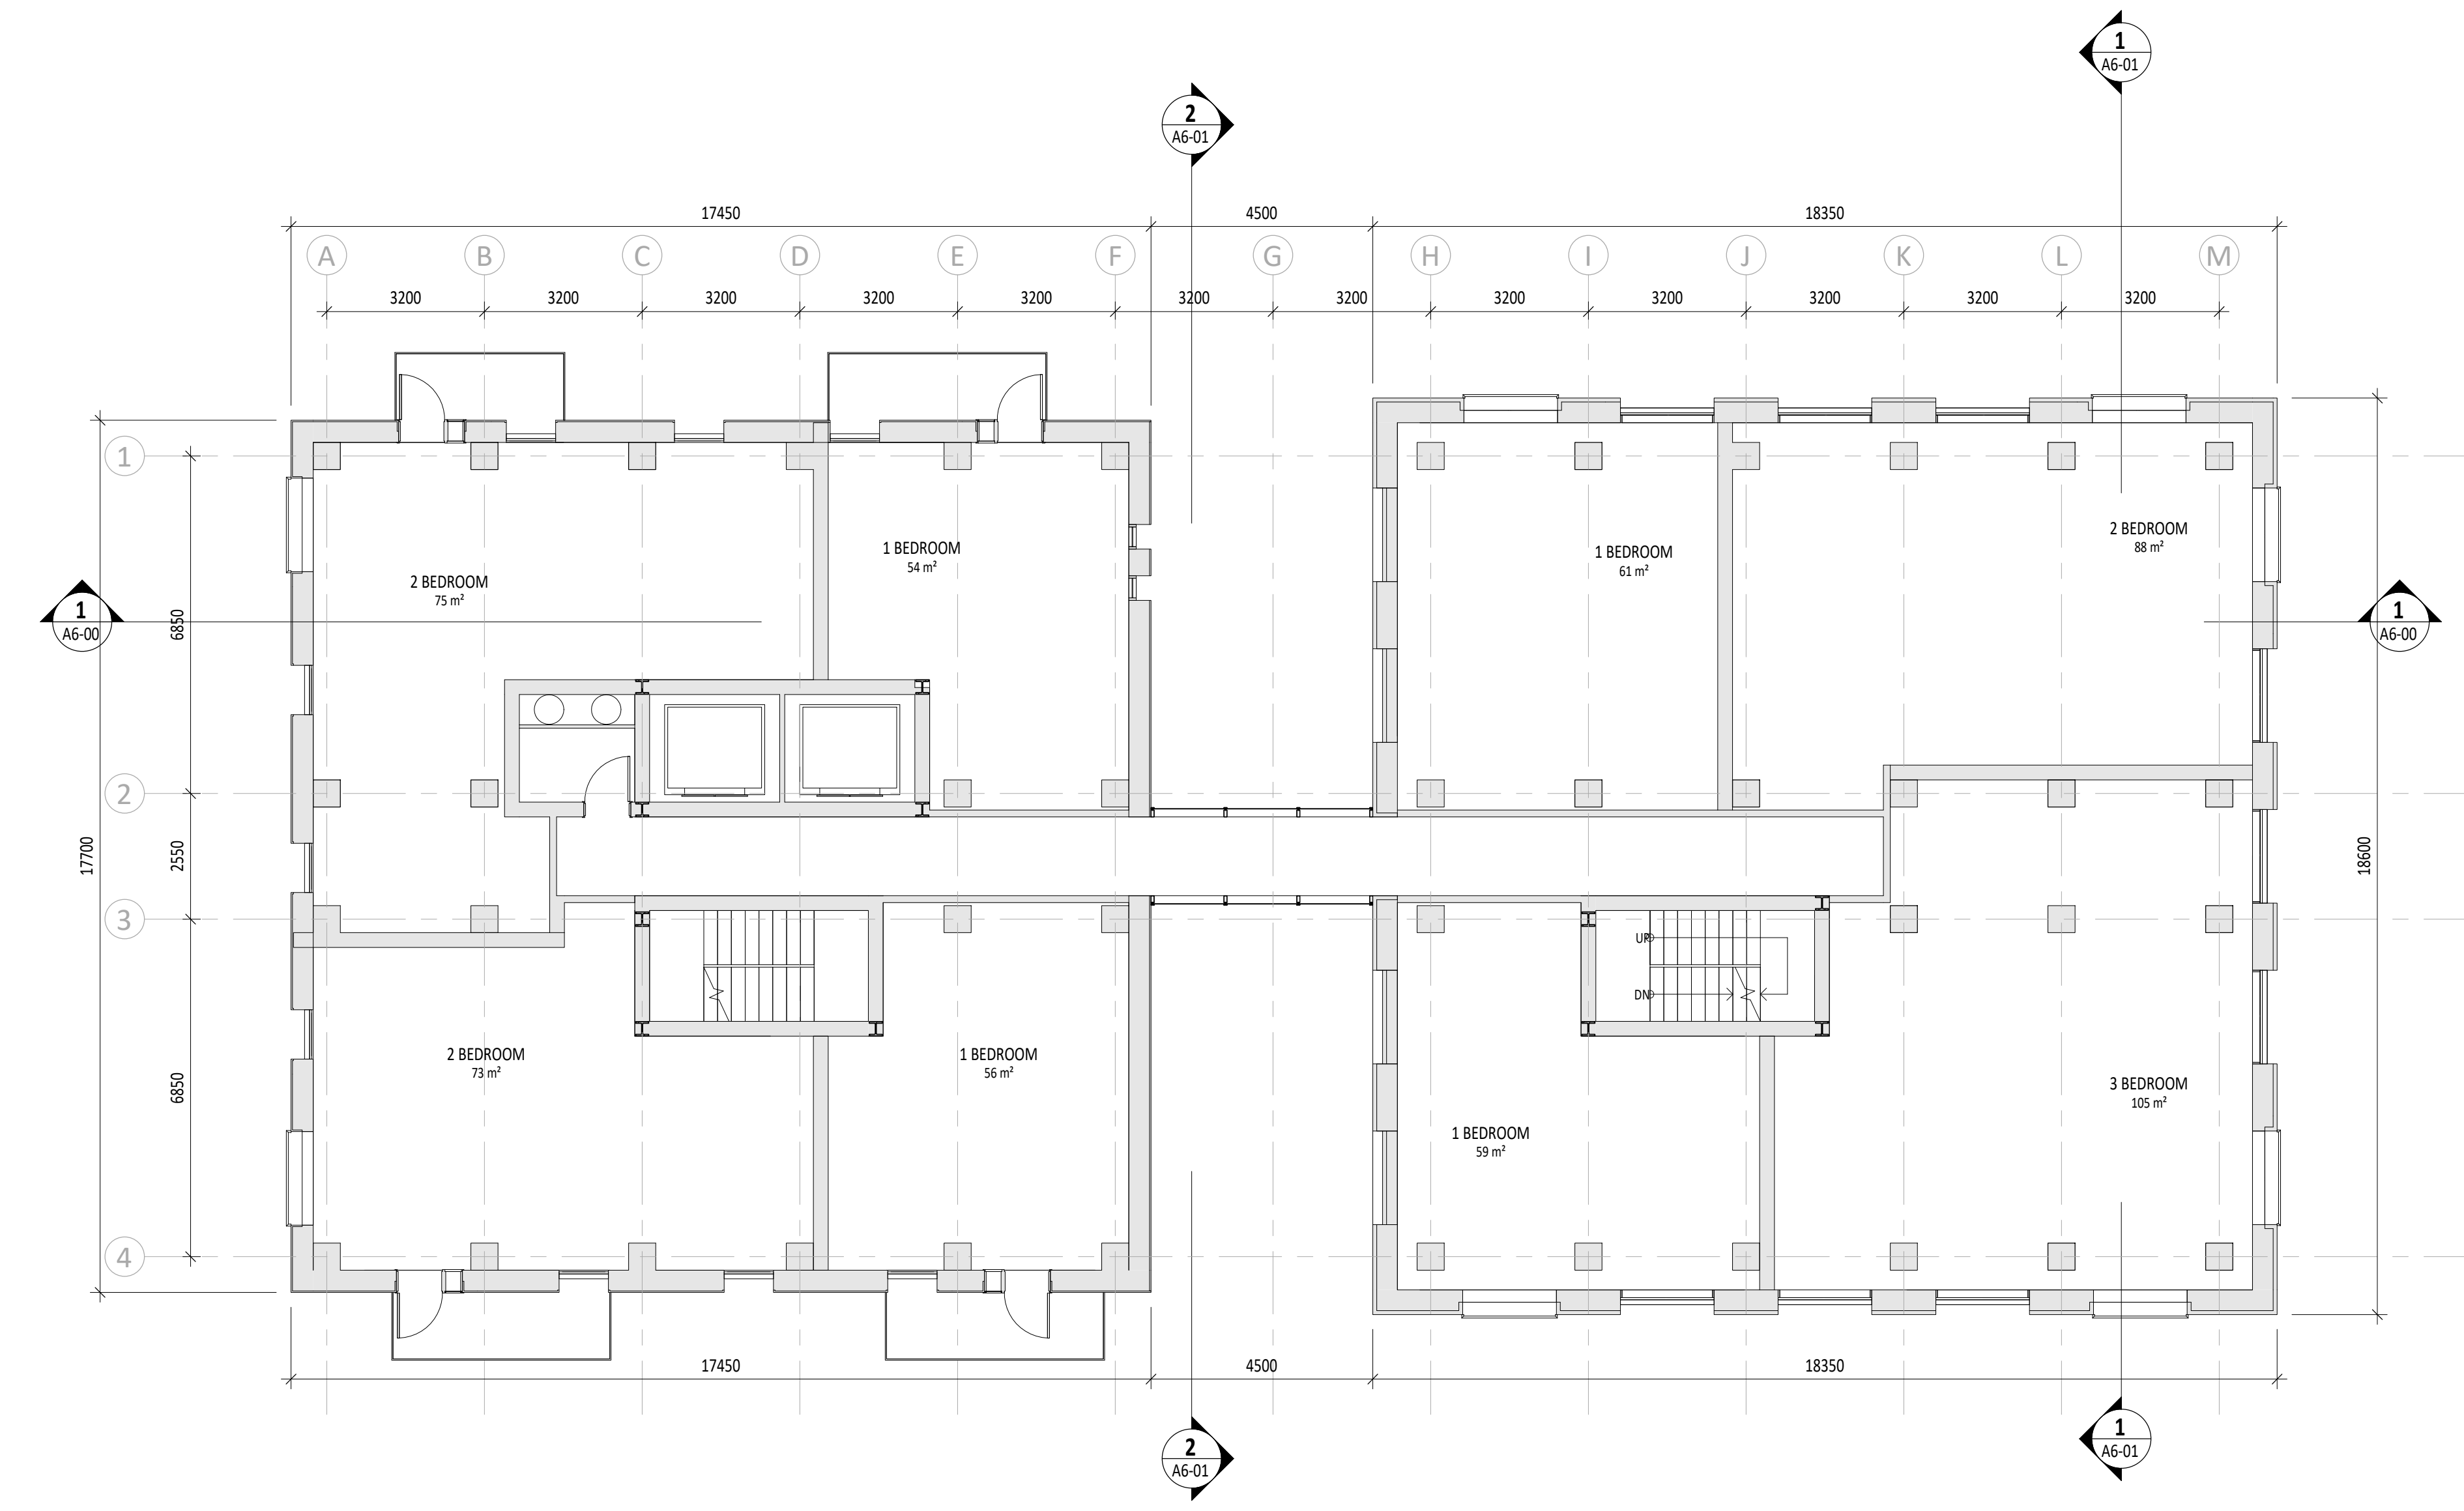 1
A6-01
2
A6-01
17450
4500
18350
A
B
C
D
E
F
G
H
I
J
K
L
M
3200
3200
3200
3200
3200
3200
3200
3200
3200
3200
3200
3200
1
2 BEDROOM
88 m²
1 BEDROOM
54 m²
1 BEDROOM
61 m²
2 BEDROOM
75 m²
1
A6-00
6850
1
A6-00
2
17700
2550
18600
3
UP
DN
2 BEDROOM
73 m²
1 BEDROOM
56 m²
6850
3 BEDROOM
105 m²
1 BEDROOM
59 m²
4
17450
4500
18350
2
A6-01
1
A6-01